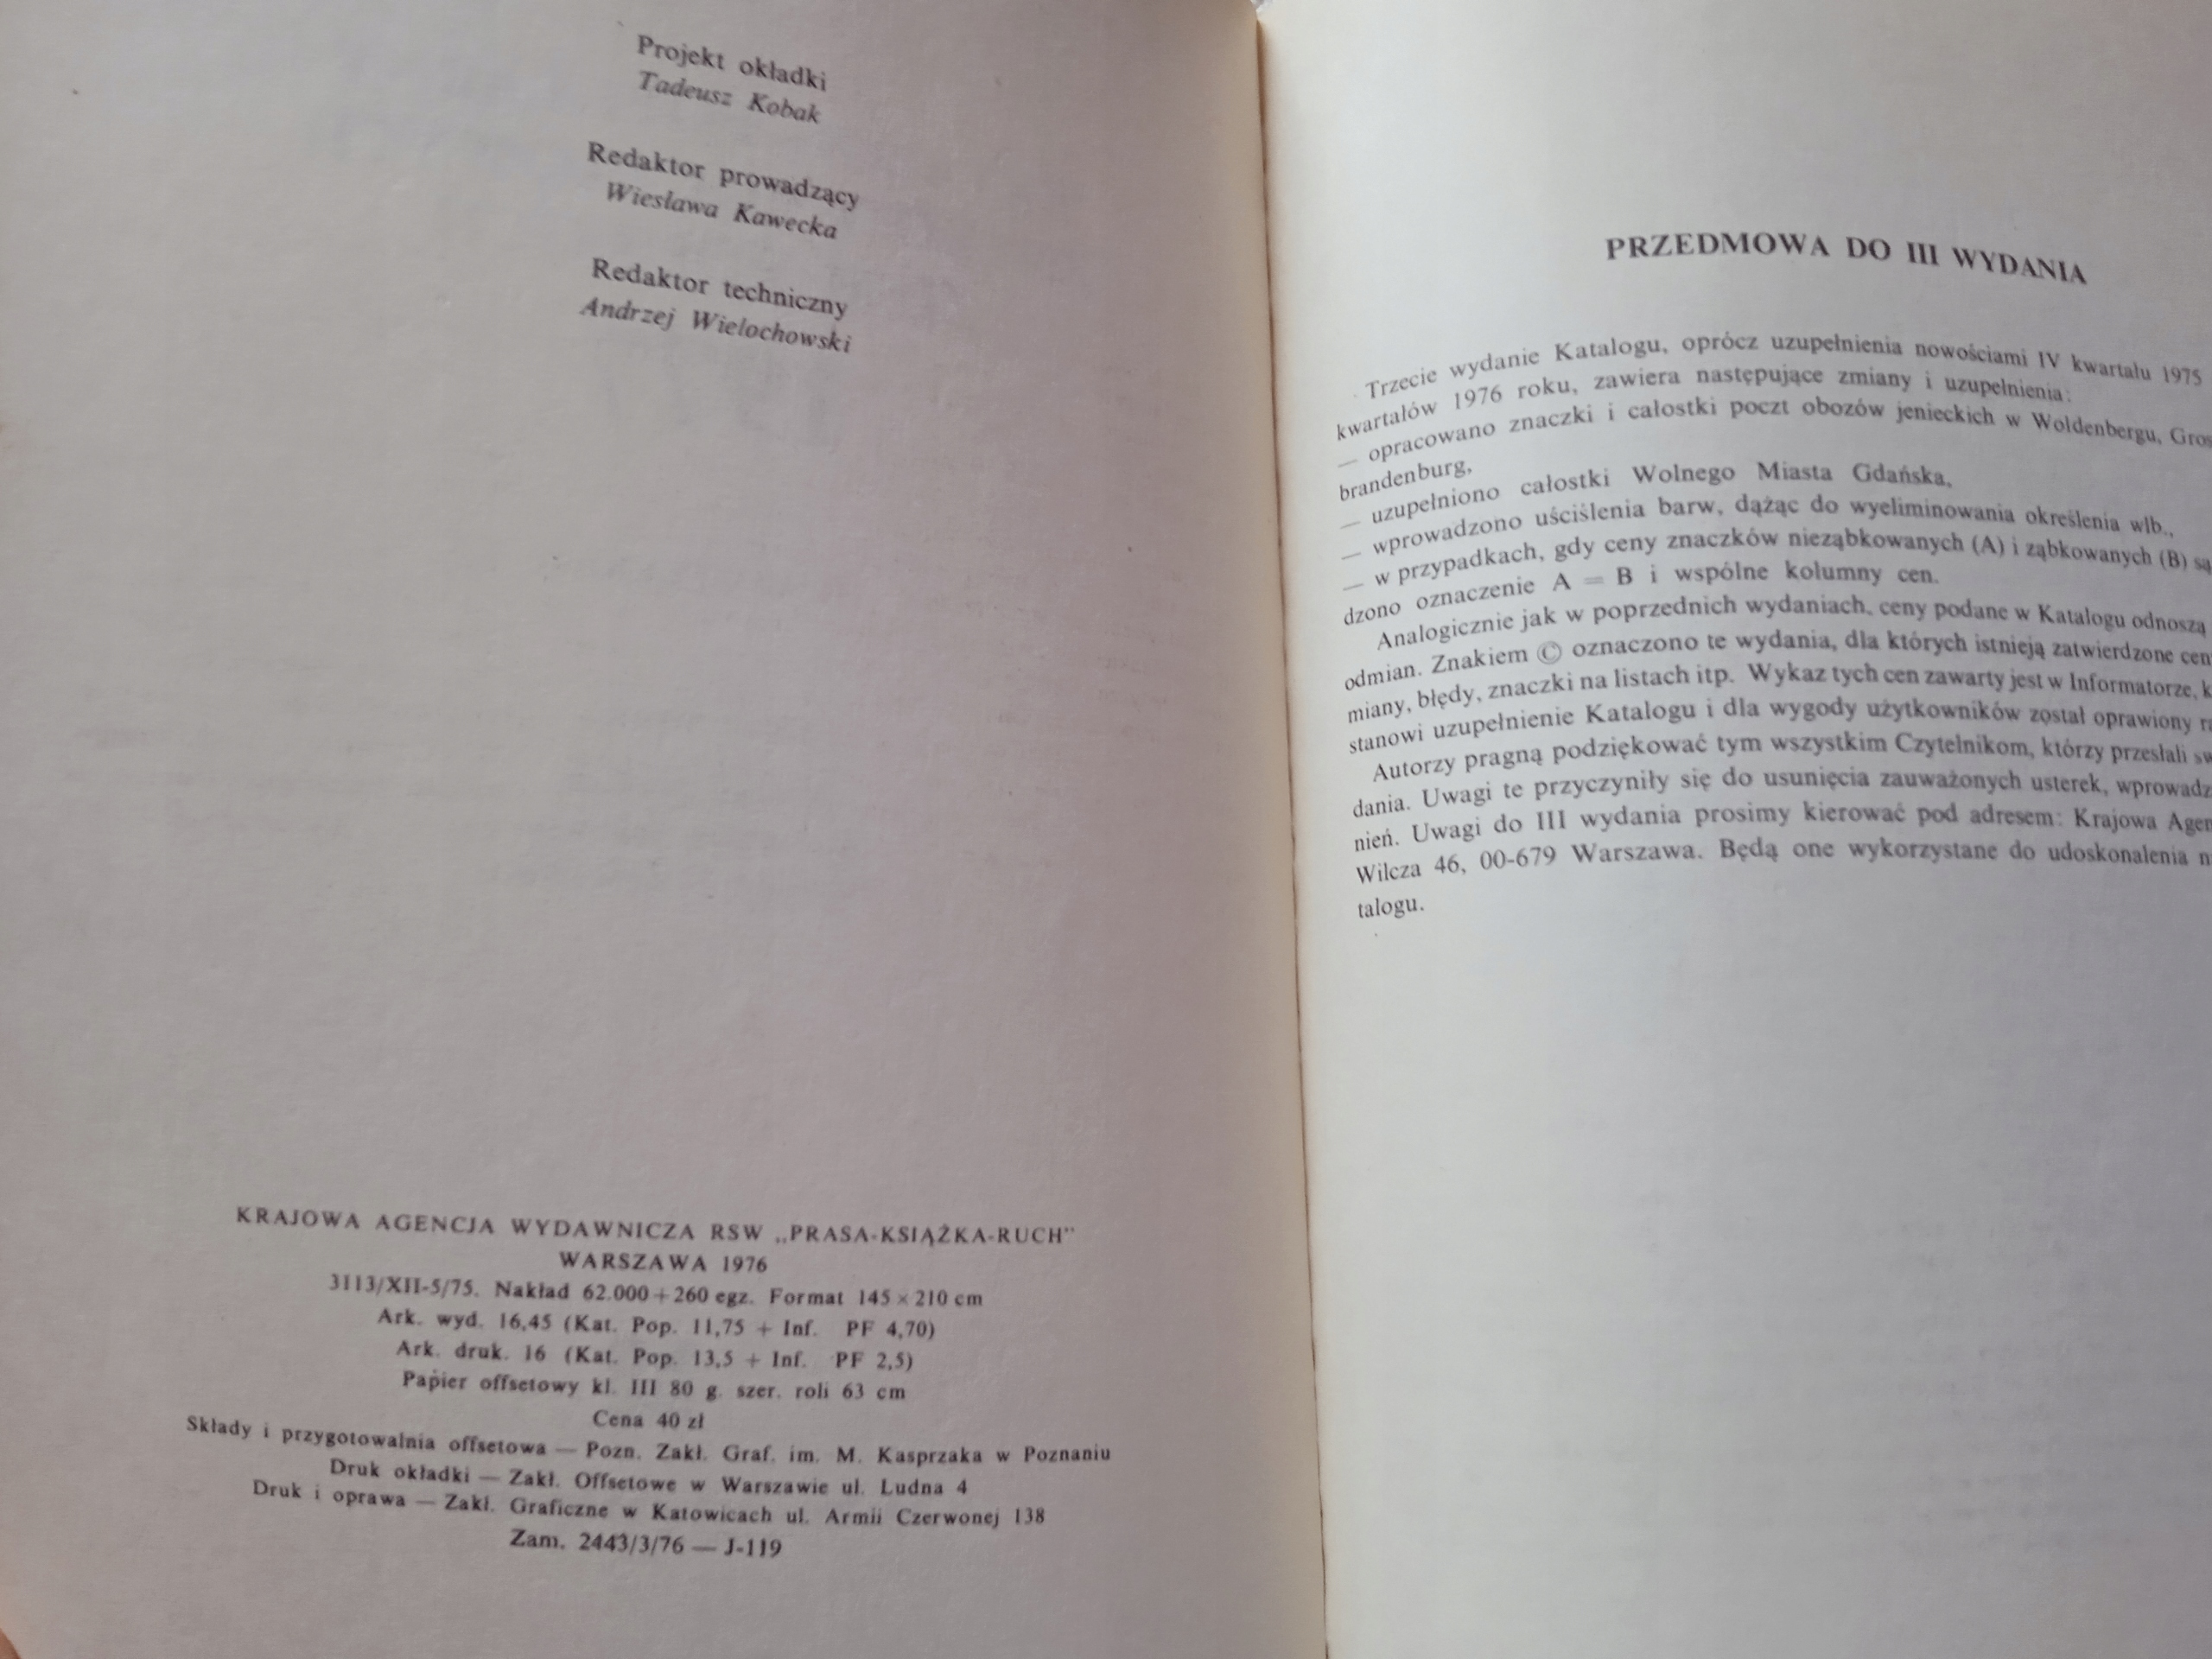 Projekt okładki
Tadeusz Kobak
Redaktor prowadzący
Wiesława Kawecka
Redaktor techniczny
Andrzej Wielochowski
KRAJOWA AGENCJA WYDAWNICZA RSW „PRASA-KSIĄŻKA-RUCH”
WARSZAWA 1976
3113/XII-5/75. Nakład 62.000+260 egz. Format 145×210 cm
Ark. wyd. 16,45 (Kat. Pop. 11,75 + Inf. PF 4,70)
Ark. druk. 16 (Kat. Pop. 13,5 + Inf. PF 2,5)
Papier offsetowy kl. III 80 g. szer. roli 63 cm
Cena 40 zł
Składy i przygotowalnia offsetowa — Pozn. Zakł. Graf. im. M. Kasprzaka w Poznaniu
Druk okładki — Zakł. Offsetowe w Warszawie ul. Ludna 4
Druk i oprawa — Zakł. Graficzne w Katowicach ul. Armii Czerwonej 138
Zam. 2443/3/76 — J-119
PRZEDMOWA DO III WYDANIA
Trzecie wydanie Katalogu, oprócz uzupełnienia nowościami IV kwartału 1975
kwartałów 1976 roku, zawiera następujące zmiany i uzupełnienia:
— opracowano znaczki i całostki poczt obozów jenieckich w Woldenbergu, Gros
brandenburg,
— uzupełniono całostki Wolnego Miasta Gdańska,
— wprowadzono uściślenia barw, dążąc do wyeliminowania określenia wlb.,
— w przypadkach, gdy ceny znaczków nieząbkowanych (A) i ząbkowanych (B) są
dzono oznaczenie A = B i wspólne kolumny cen.
Analogicznie jak w poprzednich wydaniach, ceny podane w Katalogu odnoszą
odmian. Znakiem © oznaczono te wydania, dla których istnieją zatwierdzone cen
miany, błędy, znaczki na listach itp. Wykaz tych cen zawarty jest w Informatorze, k
stanowi uzupełnienie Katalogu i dla wygody użytkowników został oprawiony ra
Autorzy pragną podziękować tym wszystkim Czytelnikom, którzy przesłali sw
dania. Uwagi te przyczyniły się do usunięcia zauważonych usterek, wprowadz
nień. Uwagi do III wydania prosimy kierować pod adresem: Krajowa Agen
Wilcza 46, 00-679 Warszawa. Będą one wykorzystane do udoskonalenia n
talogu.